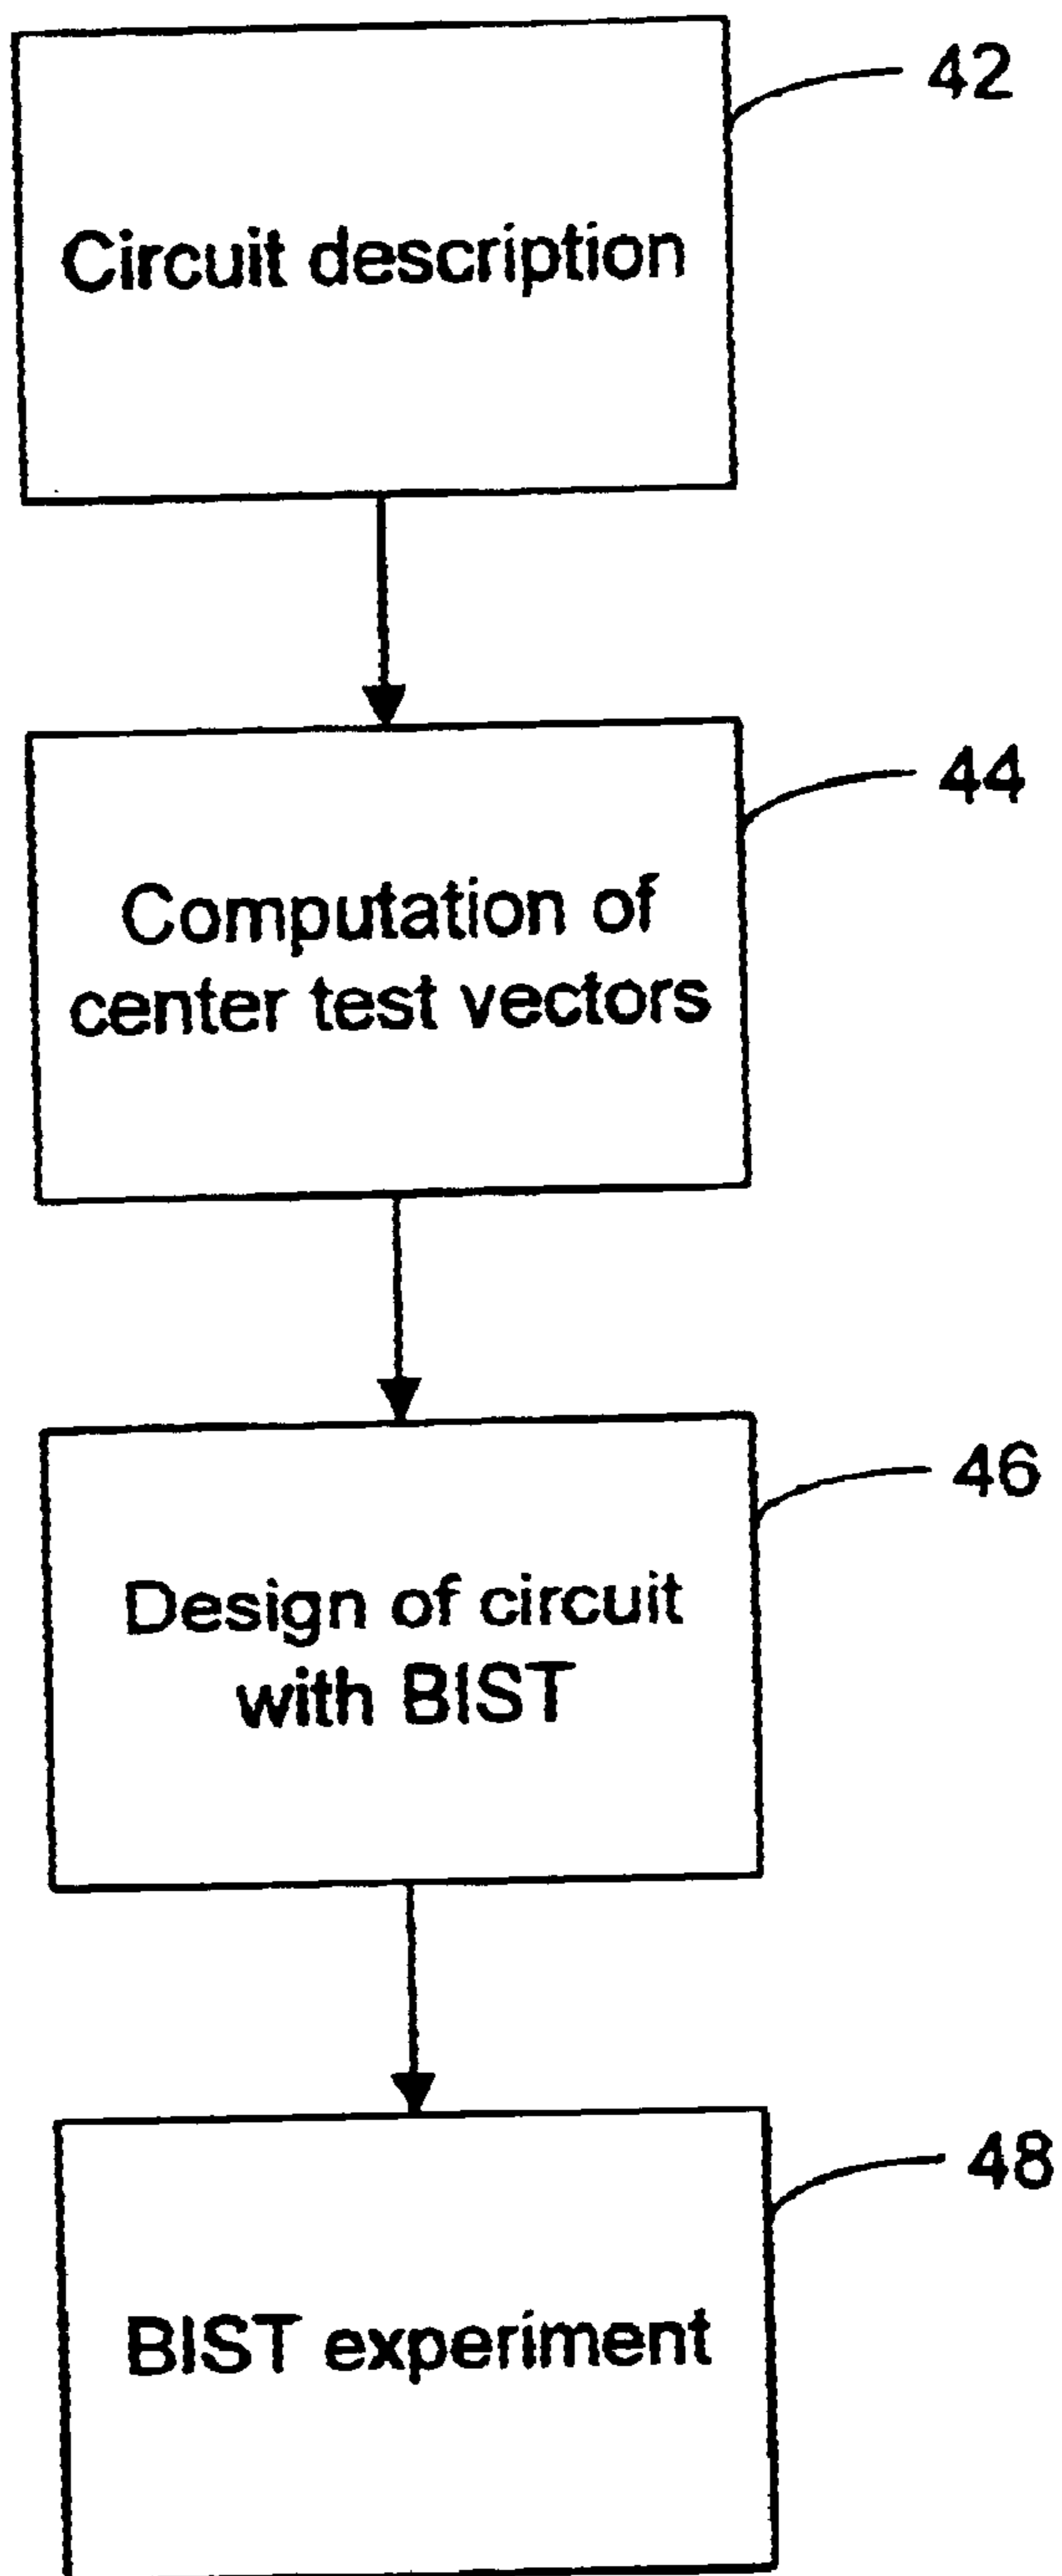 42
Circuit description
44
Computation of
center test vectors
46
Design of circuit
with BIST
48
BIST experiment